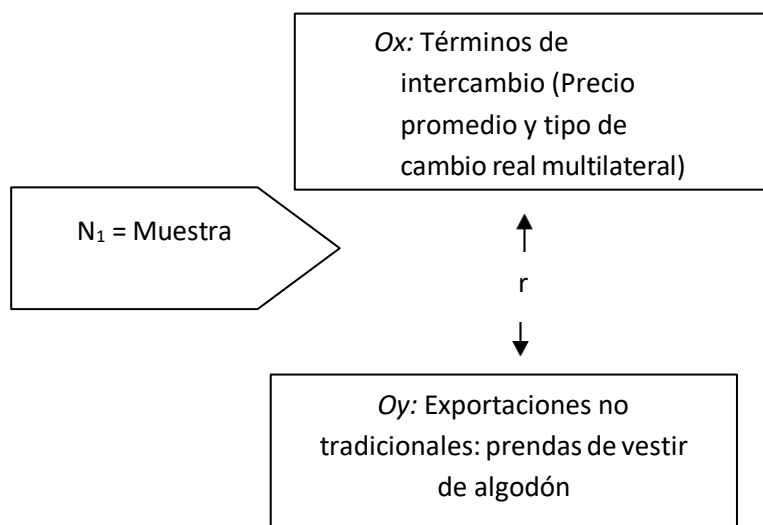 Ox: Términos de
intercambio (Precio
promedio y tipo de
cambio real multilateral)
N₁ = Muestra
r
Oy: Exportaciones no
tradicionales: prendas de vestir
de algodón